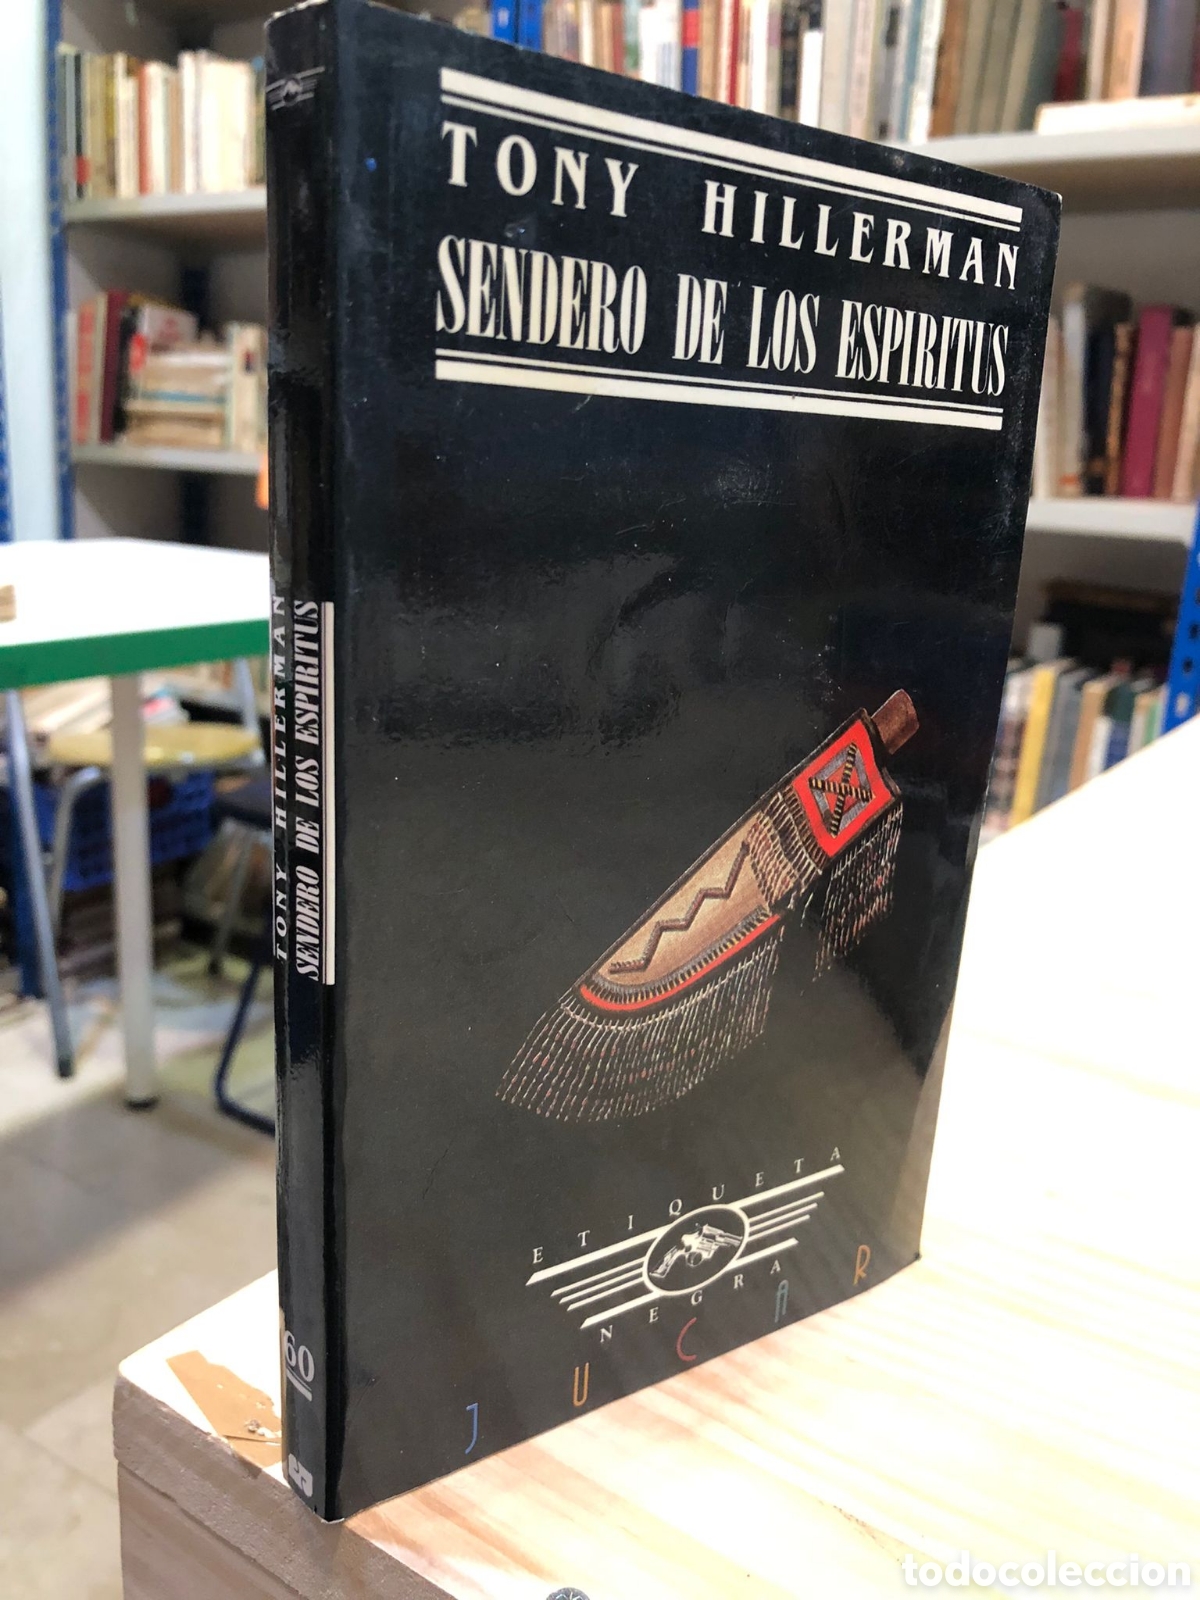 TONY HILLERMAN
SENDERO DE LOS ESPIRITUS
TONY HILLERMAN
SENDERO DE LOS ESPIRITUS
ETIQUETA
NEGRA
JUCAR
60
todocoleccion